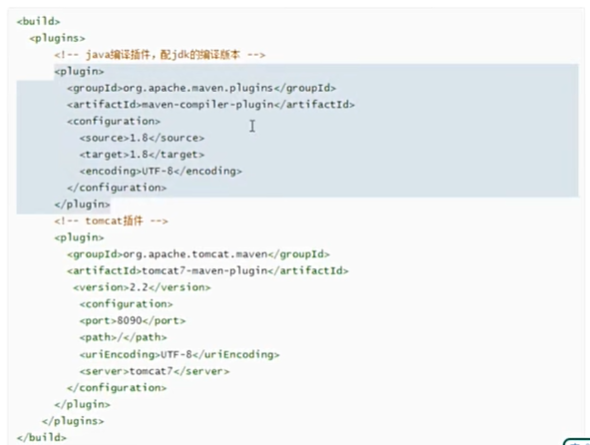 <build>
<plugins>
<!-- java编译插件，配jdk的编译版本 -->
<plugin>
<groupId>org.apache.maven.plugins</groupId>
<artifactId>maven-compiler-plugin</artifactId>
<configuration>
<source>1.8</source>
<target>1.8</target>
<encoding>UTF-8</encoding>
</configuration>
</plugin>
<!-- tomcat插件 -->
<plugin>
<groupId>org.apache.tomcat.maven</groupId>
<artifactId>tomcat7-maven-plugin</artifactId>
<version>2.2</version>
<configuration>
<port>8090</port>
<path>/</path>
<uriEncoding>UTF-8</uriEncoding>
<server>tomcat7</server>
</configuration>
</plugin>
</plugins>
</build>